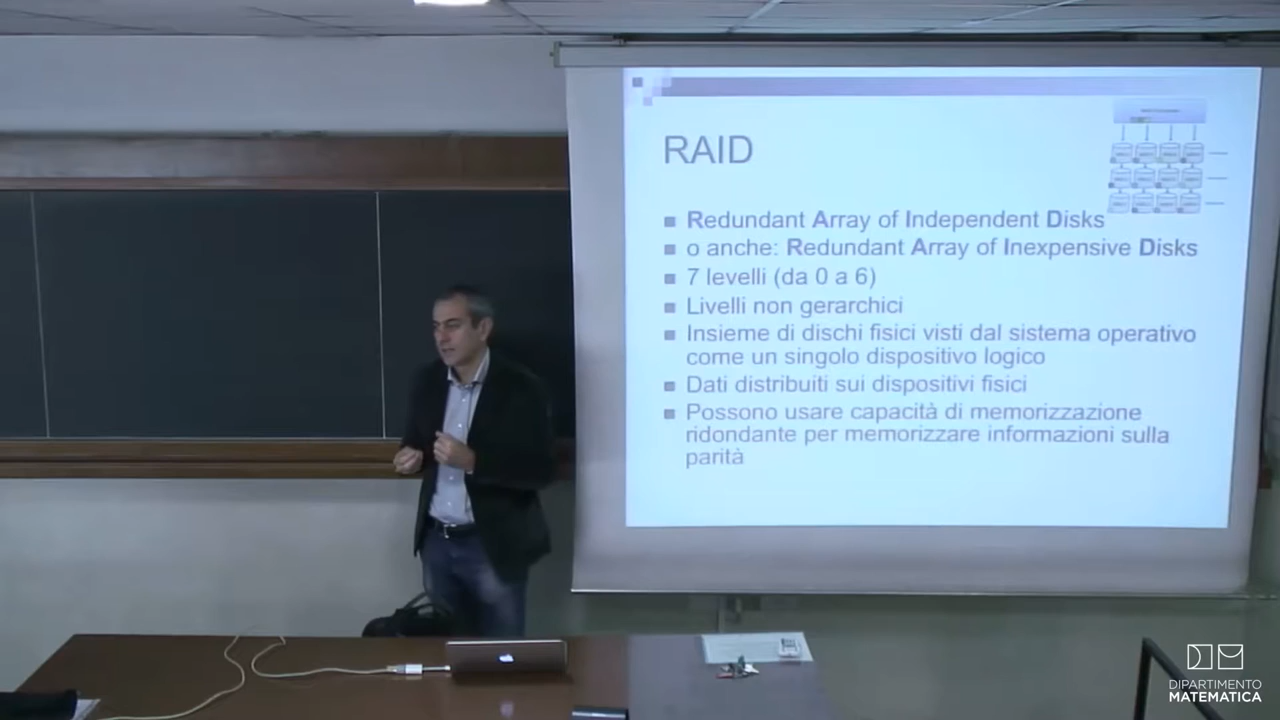 RAID
Redundant Array of Independent Disks
o anche: Redundant Array of Inexpensive Disks
7 levelli (da 0 a 6)
Livelli non gerarchici
Insieme di dischi fisici visti dal sistema operativo
come un singolo dispositivo logico
Dati distribuiti sui dispositivi fisici
Possono usare capacità di memorizzazione
ridondante per memorizzare informazioni sulla
parità
DIPARTIMENTO
MATEMATICA